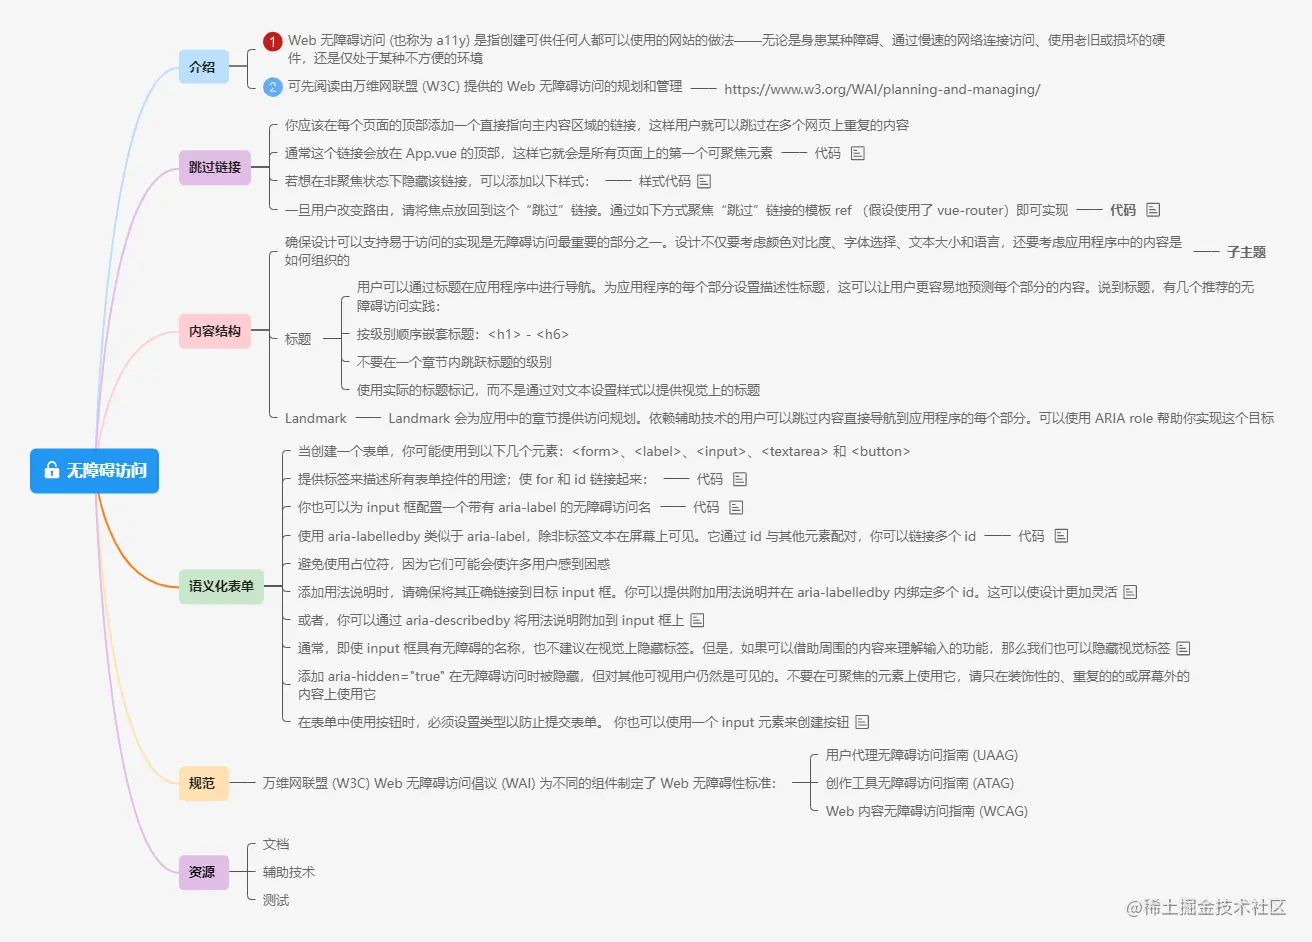 无障碍访问
介绍
1
Web 无障碍访问 (也称为 a11y) 是指创建可供任何人都可以使用的网站的做法——无论是身患某种障碍、通过慢速的网络连接访问、使用老旧或损坏的硬
件，还是仅处于某种不方便的环境
2
可先阅读由万维网联盟 (W3C) 提供的 Web 无障碍访问的规划和管理
https://www.w3.org/WAI/planning-and-managing/
跳过链接
你应该在每个页面的顶部添加一个直接指向主内容区域的链接，这样用户就可以跳过在多个网页上重复的内容
通常这个链接会放在 App.vue 的顶部，这样它就会是所有页面上的第一个可聚焦元素
代码
若想在非聚焦状态下隐藏该链接，可以添加以下样式：
样式代码
一旦用户改变路由，请将焦点放回到这个“跳过”链接。通过如下方式聚焦“跳过”链接的模板 ref （假设使用了 vue-router）即可实现
代码
内容结构
确保设计可以支持易于访问的实现是无障碍访问最重要的部分之一。设计不仅要考虑颜色对比度、字体选择、文本大小和语言，还要考虑应用程序中的内容是
如何组织的
子主题
标题
用户可以通过标题在应用程序中进行导航。为应用程序的每个部分设置描述性标题，这可以让用户更容易地预测每个部分的内容。说到标题，有几个推荐的无
障碍访问实践：
按级别顺序嵌套标题：<h1> - <h6>
不要在一个章节内跳跃标题的级别
使用实际的标题标记，而不是通过对文本设置样式以提供视觉上的标题
Landmark
Landmark 会为应用中的章节提供访问规划。依赖辅助技术的用户可以跳过内容直接导航到应用程序的每个部分。可以使用 ARIA role 帮助你实现这个目标
语义化表单
当创建一个表单，你可能使用到以下几个元素：<form>、<label>、<input>、<textarea> 和 <button>
提供标签来描述所有表单控件的用途；使 for 和 id 链接起来：
代码
你也可以为 input 框配置一个带有 aria-label 的无障碍访问名
代码
使用 aria-labelledby 类似于 aria-label，除非标签文本在屏幕上可见。它通过 id 与其他元素配对，你可以链接多个 id
代码
避免使用占位符，因为它们可能会使许多用户感到困惑
添加用法说明时，请确保将其正确链接到目标 input 框。你可以提供附加用法说明并在 aria-labelledby 内绑定多个 id。这可以使设计更加灵活
或者，你可以通过 aria-describedby 将用法说明附加到 input 框上
通常，即使 input 框具有无障碍的名称，也不建议在视觉上隐藏标签。但是，如果可以借助周围的内容来理解输入的功能，那么我们也可以隐藏视觉标签
添加 aria-hidden="true" 在无障碍访问时被隐藏，但对其他可视用户仍然是可见的。不要在可聚焦的元素上使用它，请只在装饰性的、重复的的或屏幕外的
内容上使用它
在表单中使用按钮时，必须设置类型以防止提交表单。 你也可以使用一个 input 元素来创建按钮
规范
万维网联盟 (W3C) Web 无障碍访问倡议 (WAI) 为不同的组件制定了 Web 无障碍性标准：
用户代理无障碍访问指南 (UAAG)
创作工具无障碍访问指南 (ATAG)
Web 内容无障碍访问指南 (WCAG)
资源
文档
辅助技术
测试
@稀土掘金技术社区